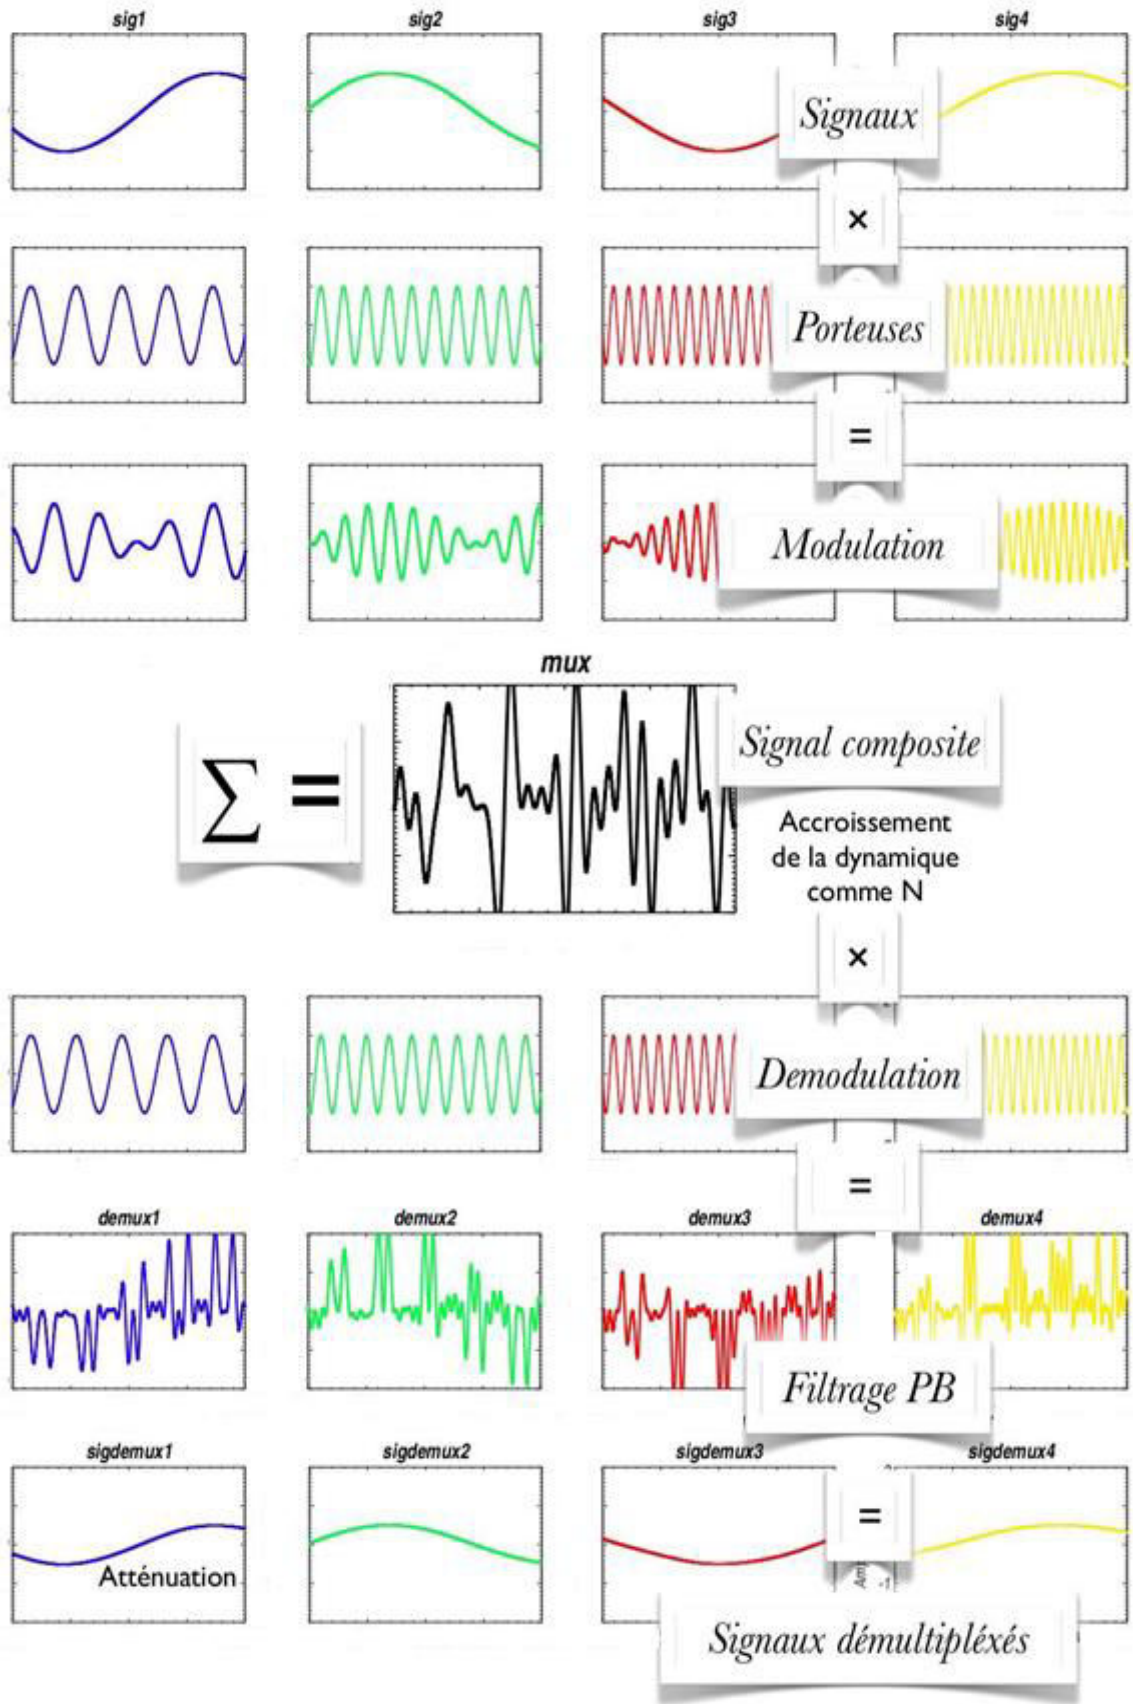 sig1 sig2 sig3 sig4
Signaux
×
Porteuses
=
Modulation
mux
∑ =
Signal composite
Accroissement
de la dynamique
comme N
×
Demodulation
=
demux1 demux2 demux3 demux4
Filtrage PB
sigdemux1 sigdemux2 sigdemux3 sigdemux4
=
Atténuation
-1
Signaux démultipléxés